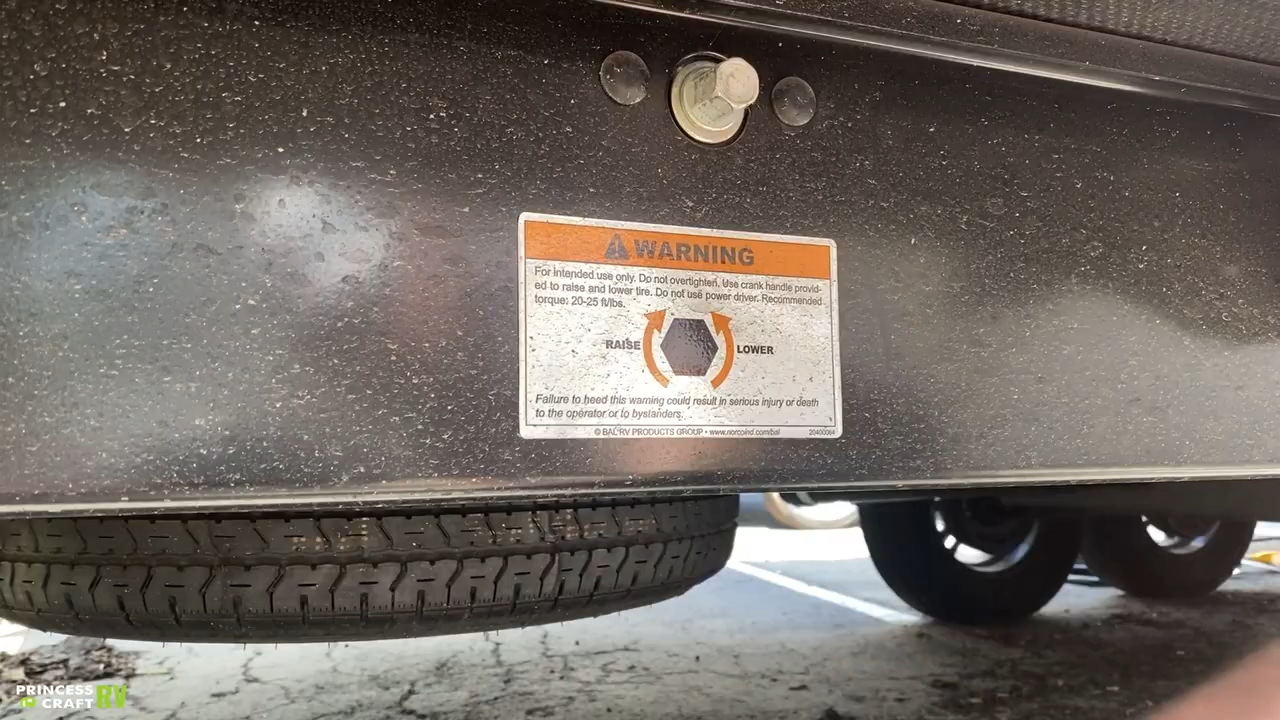 WARNING
For intended use only. Do not overtighten. Use crank handle provid-
ed to raise and lower tire. Do not use power driver. Recommended
torque: 20-25 ft/lbs.
RAISE
LOWER
Failure to heed this warning could result in serious injury or death
to the operator or to bystanders.
© BAL RV PRODUCTS GROUP • www.norcoind.com/bal 20400064
PRINCESS
CRAFT RV